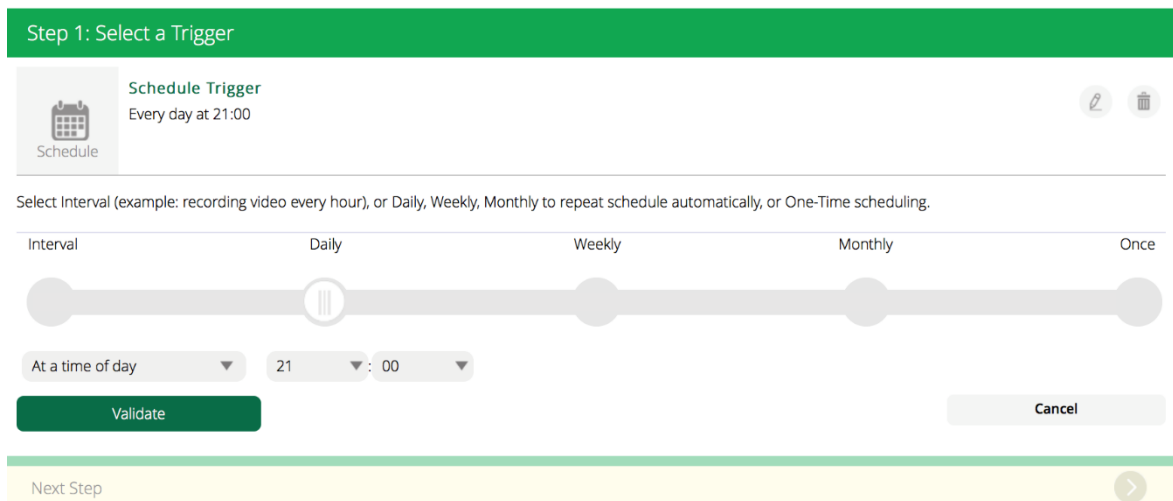 Step 1: Select a Trigger
Schedule Trigger
Every day at 21:00
Schedule
Select Interval (example: recording video every hour), or Daily, Weekly, Monthly to repeat schedule automatically, or One-Time scheduling.
Interval Daily Weekly Monthly Once
At a time of day 21 : 00
Validate Cancel
Next Step